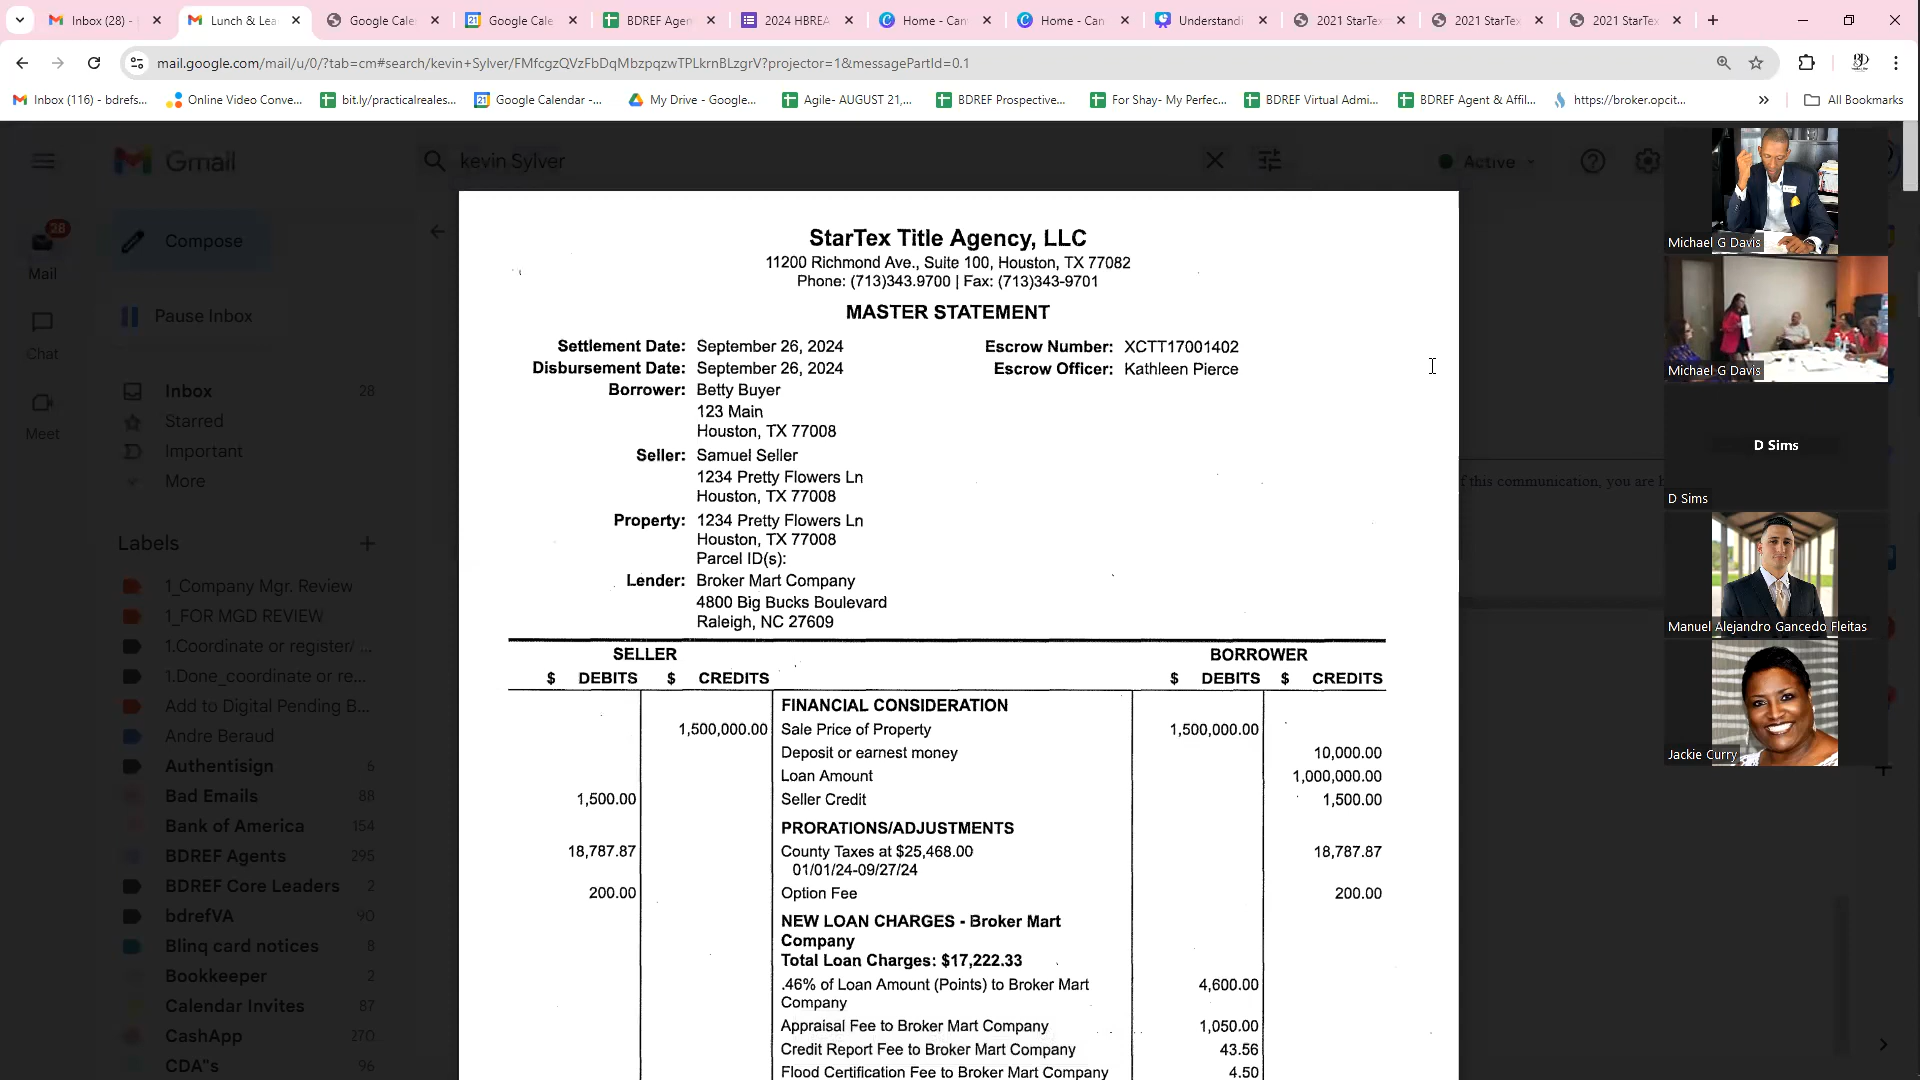 Inbox (28) -
Lunch & Lea
Google Cale
Google Cale
BDREF Agen
2024 HBREA
Home - Can
Home - Can
Understandi
2021 StarTex
2021 StarTex
2021 StarTex
mail.google.com/mail/u/0/?tab=cm#search/kevin+Sylver/FMfcgzQVzFbDqMbzpqzwTPLkrnBLzgrV?projector=1&messagePartId=0.1
Inbox (116) - bdrefs...
Online Video Conve...
bit.ly/practicalreales...
Google Calendar -...
My Drive - Google...
Agile- AUGUST 21,...
BDREF Prospective...
For Shay- My Perfec...
BDREF Virtual Admi...
BDREF Agent & Affil...
https://broker.opcit...
All Bookmarks
Gmail
kevin Sylver
Active
28
Mail
Chat
Meet
Compose
Pause Inbox
Inbox 28
Starred
Important
More
Labels
1_Company Mgr. Review
1_FOR MGD REVIEW
1.Coordinate or register/ ...
1.Done_coordinate or re...
Add to Digital Pending B...
Andre Beraud
Authentisign 6
Bad Emails 88
Bank of America 154
BDREF Agents 295
BDREF Core Leaders 2
bdrefVA 90
Blinq card notices 8
Bookkeeper 2
Calendar Invites 87
CashApp 270
CDA"s 96
StarTex Title Agency, LLC
11200 Richmond Ave., Suite 100, Houston, TX 77082
Phone: (713)343.9700 | Fax: (713)343-9701
MASTER STATEMENT
Settlement Date: September 26, 2024 Escrow Number: XCTT17001402
Disbursement Date: September 26, 2024 Escrow Officer: Kathleen Pierce
Borrower: Betty Buyer
123 Main
Houston, TX 77008
Seller: Samuel Seller
1234 Pretty Flowers Ln
Houston, TX 77008
Property: 1234 Pretty Flowers Ln
Houston, TX 77008
Parcel ID(s):
Lender: Broker Mart Company
4800 Big Bucks Boulevard
Raleigh, NC 27609
SELLER BORROWER
$ DEBITS $ CREDITS $ DEBITS $ CREDITS
FINANCIAL CONSIDERATION
1,500,000.00 Sale Price of Property 1,500,000.00
Deposit or earnest money 10,000.00
Loan Amount 1,000,000.00
1,500.00 Seller Credit 1,500.00
PRORATIONS/ADJUSTMENTS
18,787.87 County Taxes at $25,468.00 18,787.87
01/01/24-09/27/24
200.00 Option Fee 200.00
NEW LOAN CHARGES - Broker Mart
Company
Total Loan Charges: $17,222.33
.46% of Loan Amount (Points) to Broker Mart 4,600.00
Company
Appraisal Fee to Broker Mart Company 1,050.00
Credit Report Fee to Broker Mart Company 43.56
Flood Certification Fee to Broker Mart Company 4.50
f this communication, you are h
Michael G Davis
Michael G Davis
D Sims
D Sims
Manuel Alejandro Gancedo Fleitas
Jackie Curry